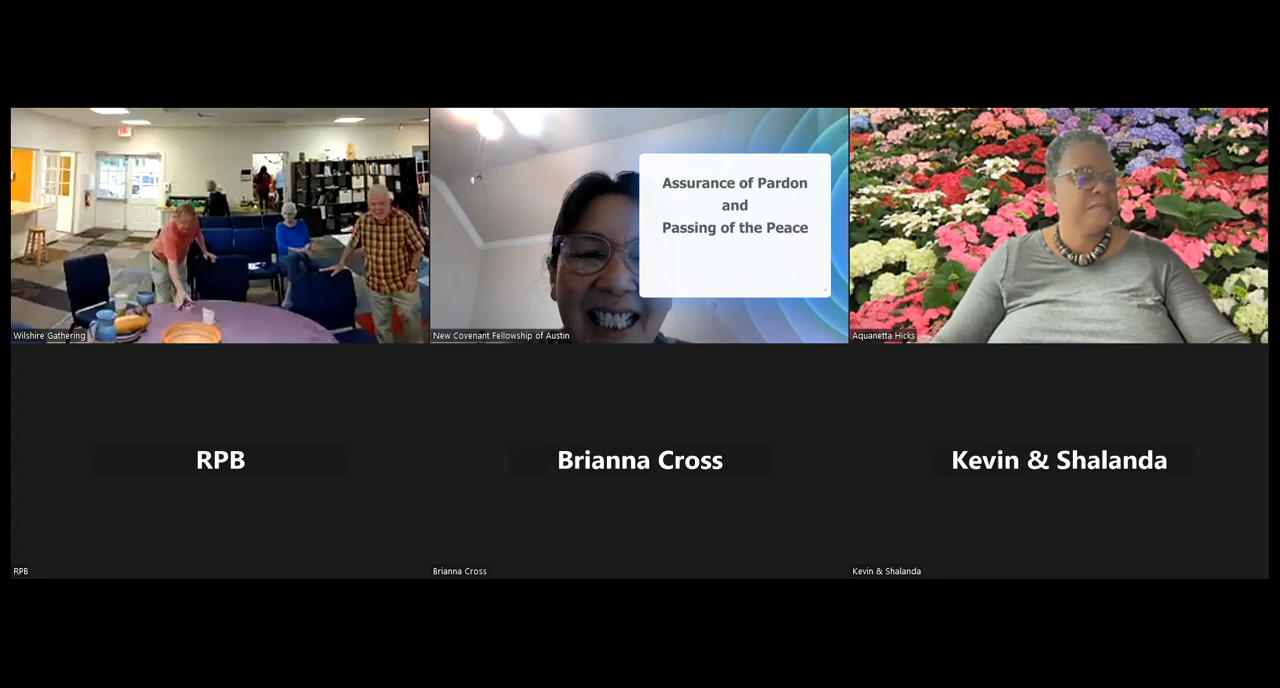 Wilshire Gathering
Assurance of Pardon
and
Passing of the Peace
New Covenant Fellowship of Austin
Aquanetta Hicks
RPB
Brianna Cross
Kevin & Shalanda
RPB
Brianna Cross
Kevin & Shalanda